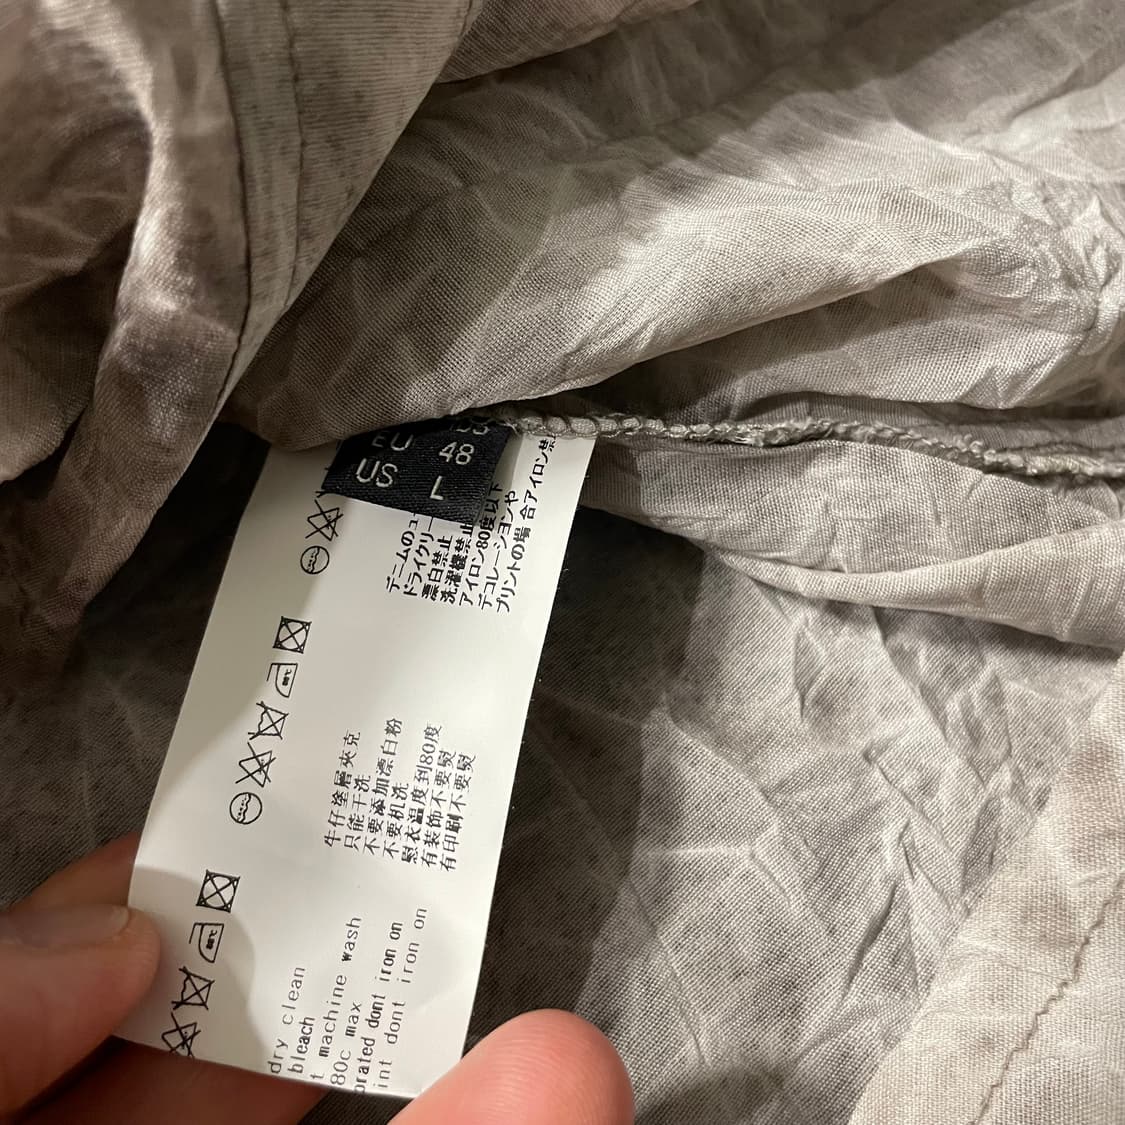 EU 48
US L
デニムのコ
ドライクリー
漂白禁止
洗濯機禁止
アイロン80度以下
デコレーションや
プリントの場 合アイロン禁
牛仔塗層夾克
只能干洗
不要添加漂白粉
不要机洗
慰衣温度到80度
有装飾不要熨
有印刷不要熨
dry clean
bleach
t machine wash
80c max
orated dont iron on
int dont iron on